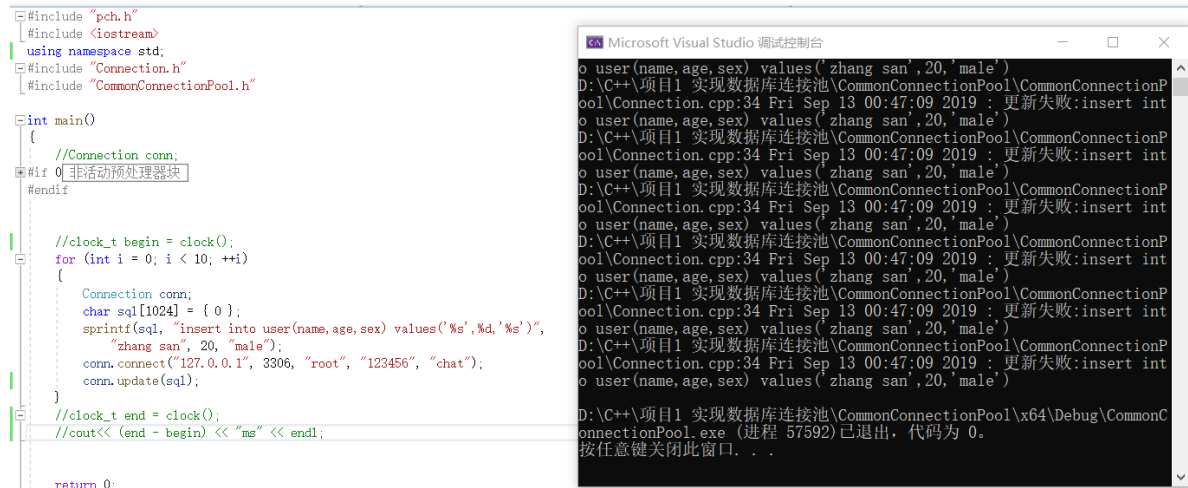 #include "pch.h"
#include <iostream>
using namespace std;
#include "Connection.h"
#include "CommonConnectionPool.h"
int main()
{
//Connection conn;
#if 0 非活动预处理器块
#endif
//clock_t begin = clock();
for (int i = 0; i < 10; ++i)
{
Connection conn;
char sql[1024] = { 0 };
sprintf(sql, "insert into user(name,age,sex) values('%s',%d,'%s')",
"zhang san", 20, "male");
conn.connect("127.0.0.1", 3306, "root", "123456", "chat");
conn.update(sql);
}
//clock_t end = clock();
//cout<< (end - begin) << "ms" << endl;
return 0;
Microsoft Visual Studio 调试控制台
o user(name,age,sex) values('zhang san',20,'male')
D:\C++\项目1 实现数据库连接池\CommonConnectionPool\CommonConnectionP
ool\Connection.cpp:34 Fri Sep 13 00:47:09 2019 : 更新失败:insert int
o user(name,age,sex) values('zhang san',20,'male')
D:\C++\项目1 实现数据库连接池\CommonConnectionPool\CommonConnectionP
ool\Connection.cpp:34 Fri Sep 13 00:47:09 2019 : 更新失败:insert int
o user(name,age,sex) values('zhang san',20,'male')
D:\C++\项目1 实现数据库连接池\CommonConnectionPool\CommonConnectionP
ool\Connection.cpp:34 Fri Sep 13 00:47:09 2019 : 更新失败:insert int
o user(name,age,sex) values('zhang san',20,'male')
D:\C++\项目1 实现数据库连接池\CommonConnectionPool\CommonConnectionP
ool\Connection.cpp:34 Fri Sep 13 00:47:09 2019 : 更新失败:insert int
o user(name,age,sex) values('zhang san',20,'male')
D:\C++\项目1 实现数据库连接池\CommonConnectionPool\CommonConnectionP
ool\Connection.cpp:34 Fri Sep 13 00:47:09 2019 : 更新失败:insert int
o user(name,age,sex) values('zhang san',20,'male')
D:\C++\项目1 实现数据库连接池\CommonConnectionPool\CommonConnectionP
ool\Connection.cpp:34 Fri Sep 13 00:47:09 2019 : 更新失败:insert int
o user(name,age,sex) values('zhang san',20,'male')
D:\C++\项目1 实现数据库连接池\CommonConnectionPool\x64\Debug\CommonC
onnectionPool.exe (进程 57592)已退出，代码为 0。
按任意键关闭此窗口. . .